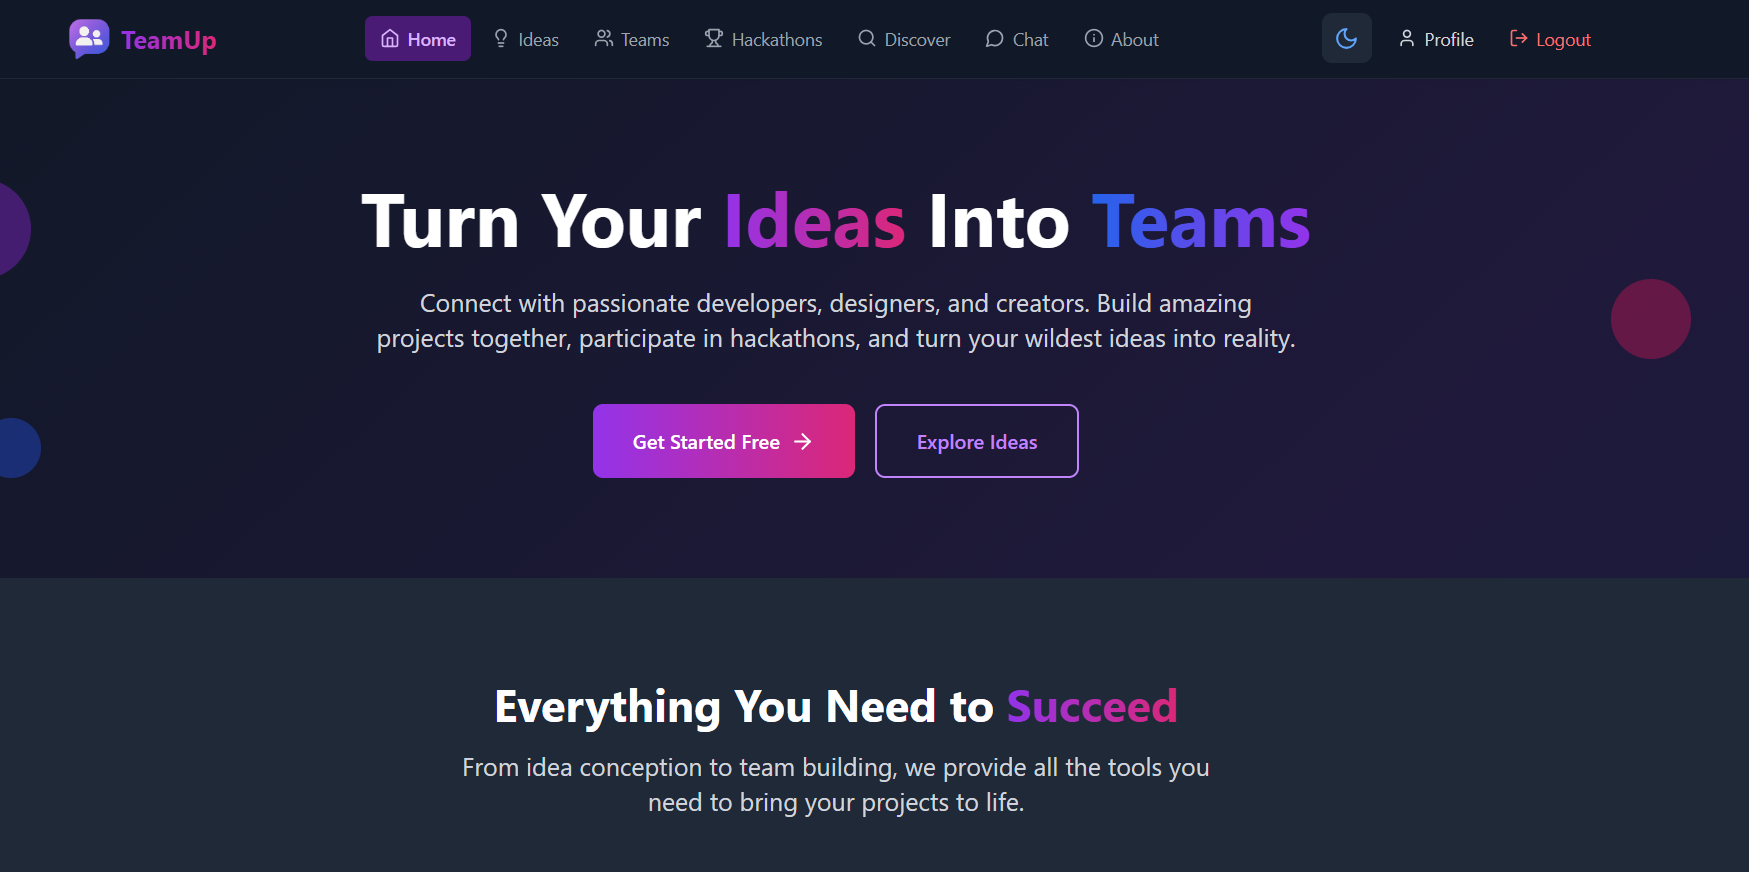 TeamUp
Home
Ideas
Teams
Hackathons
Discover
Chat
About
Profile
Logout
Turn Your Ideas Into Teams
Connect with passionate developers, designers, and creators. Build amazing
projects together, participate in hackathons, and turn your wildest ideas into reality.
Get Started Free
Explore Ideas
Everything You Need to Succeed
From idea conception to team building, we provide all the tools you
need to bring your projects to life.